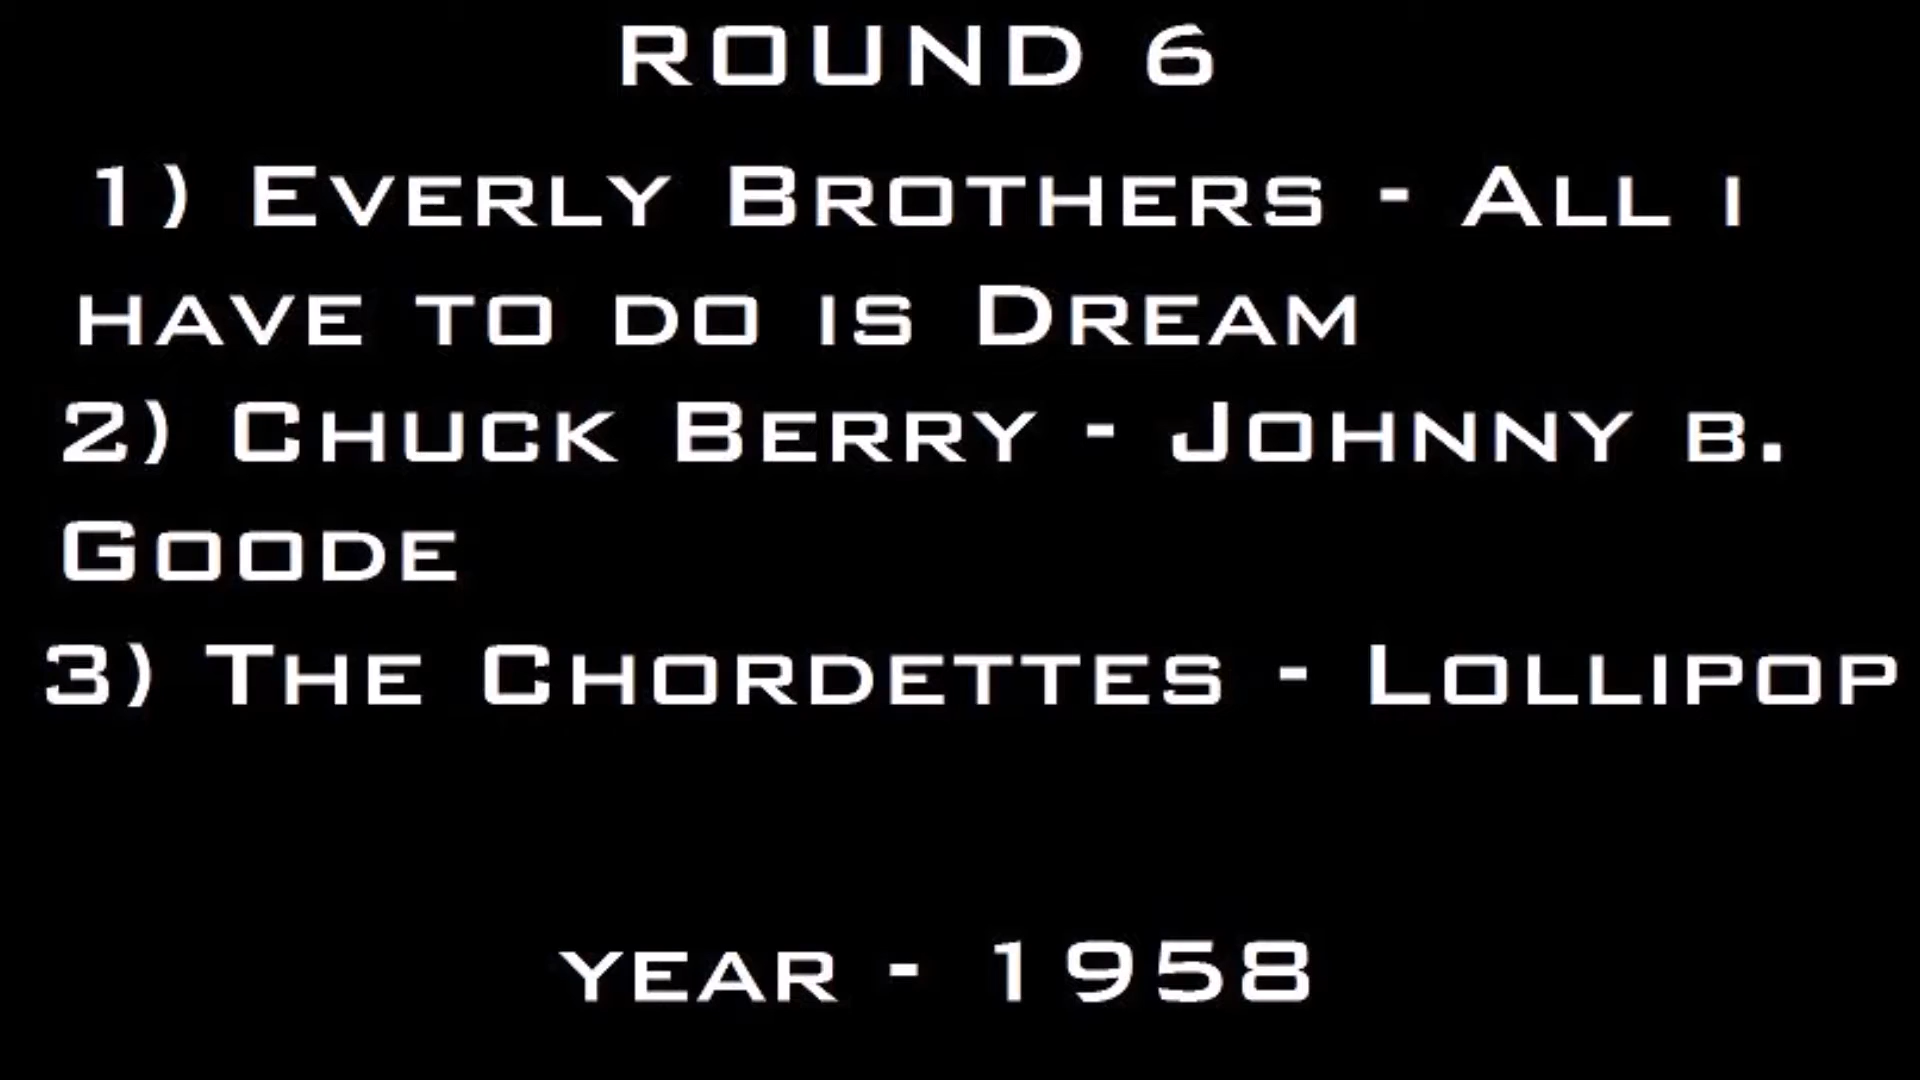 ROUND 6
1) Everly Brothers - All i
have to do is Dream
2) Chuck Berry - Johnny b.
Goode
3) The Chordettes - Lollipop
year - 1958